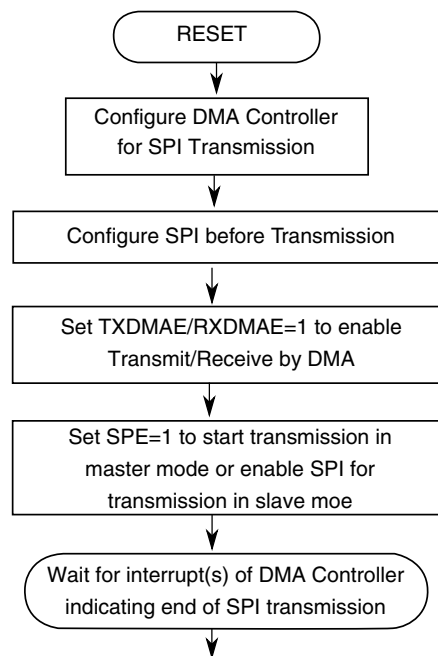 RESET
Configure DMA Controller
for SPI Transmission
Configure SPI before Transmission
Set TXDMAE/RXDMAE=1 to enable
Transmit/Receive by DMA
Set SPE=1 to start transmission in
master mode or enable SPI for
transmission in slave moe
Wait for interrupt(s) of DMA Controller
indicating end of SPI transmission